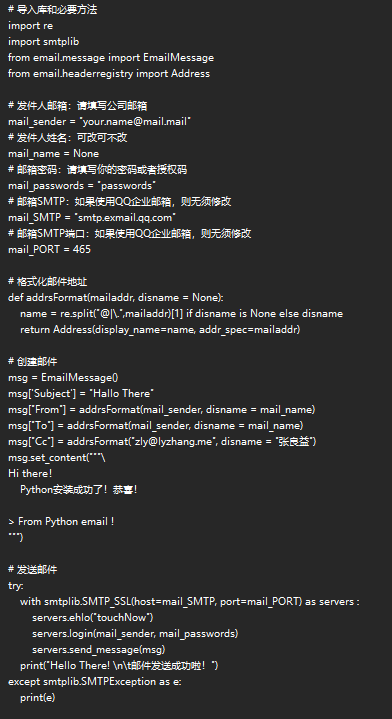 # 导入库和必要方法
import re
import smtplib
from email.message import EmailMessage
from email.headerregistry import Address
# 发件人邮箱：请填写公司邮箱
mail_sender = "your.name@mail.mail"
# 发件人姓名：可改可不改
mail_name = None
# 邮箱密码：请填写你的密码或者授权码
mail_passwords = "passwords"
# 邮箱SMTP：如果使用QQ企业邮箱，则无须修改
mail_SMTP = "smtp.exmail.qq.com"
# 邮箱SMTP端口：如果使用QQ企业邮箱，则无须修改
mail_PORT = 465
# 格式化邮件地址
def addrsFormat(mailaddr, disname = None):
    name = re.split("@|\.",mailaddr)[1] if disname is None else disname
    return Address(display_name=name, addr_spec=mailaddr)
# 创建邮件
msg = EmailMessage()
msg['Subject'] = "Hallo There"
msg["From"] = addrsFormat(mail_sender, disname = mail_name)
msg["To"] = addrsFormat(mail_sender, disname = mail_name)
msg["Cc"] = addrsFormat("zly@lyzhang.me", disname = "张良益")
msg.set_content("""\
Hi there!
    Python安装成功了！恭喜！
> From Python email !
""")
# 发送邮件
try:
    with smtplib.SMTP_SSL(host=mail_SMTP, port=mail_PORT) as servers :
        servers.ehlo("touchNow")
        servers.login(mail_sender, mail_passwords)
        servers.send_message(msg)
    print("Hello There! \n\t邮件发送成功啦！")
except smtplib.SMTPException as e:
    print(e)